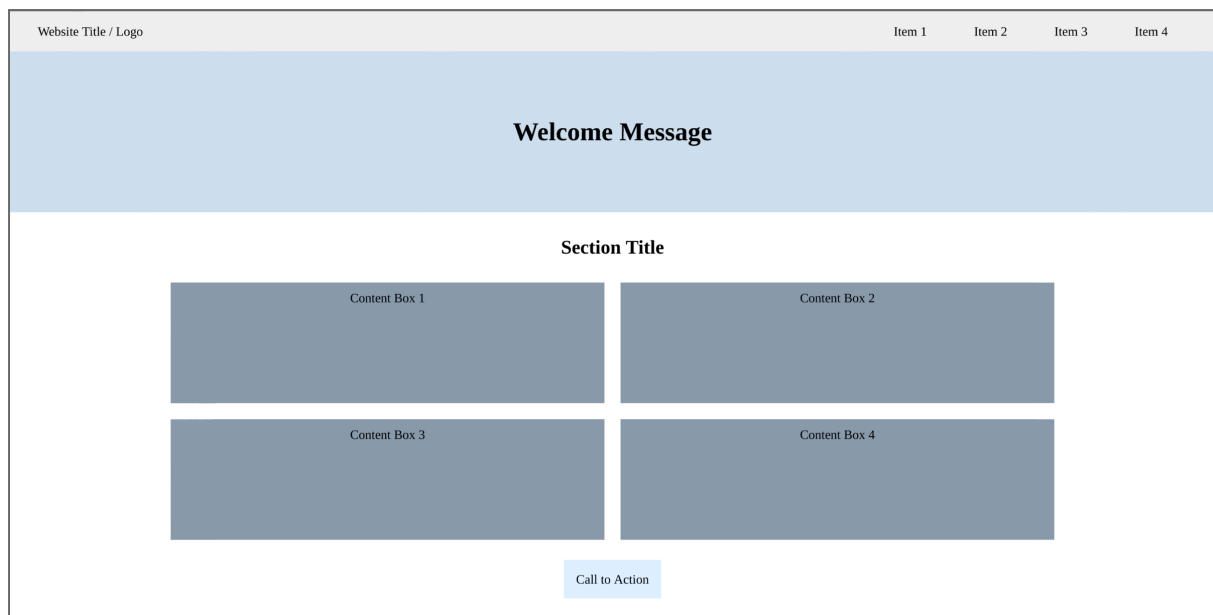 Website Title / Logo Item 1 Item 2 Item 3 Item 4
Welcome Message
Section Title
Content Box 1 Content Box 2
Content Box 3 Content Box 4
Call to Action